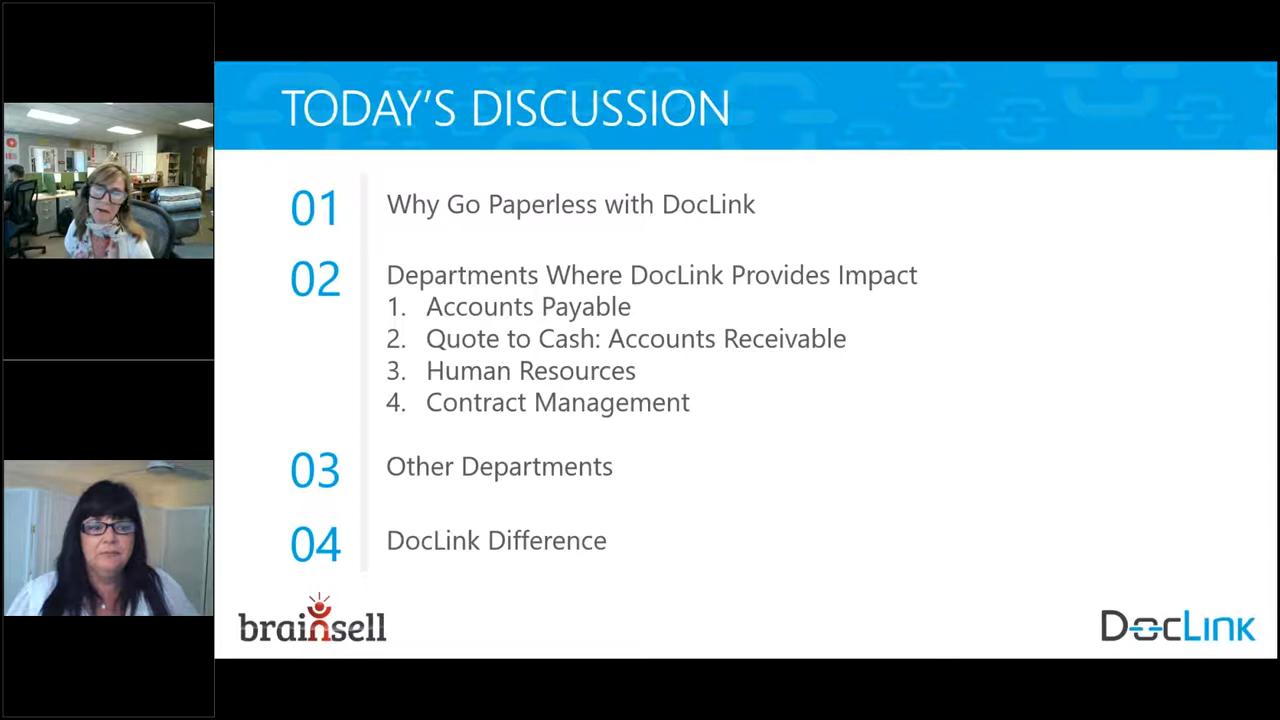 TODAY'S DISCUSSION
01 Why Go Paperless with DocLink
02 Departments Where DocLink Provides Impact
1. Accounts Payable
2. Quote to Cash: Accounts Receivable
3. Human Resources
4. Contract Management
03 Other Departments
04 DocLink Difference
brainsell
DocLink